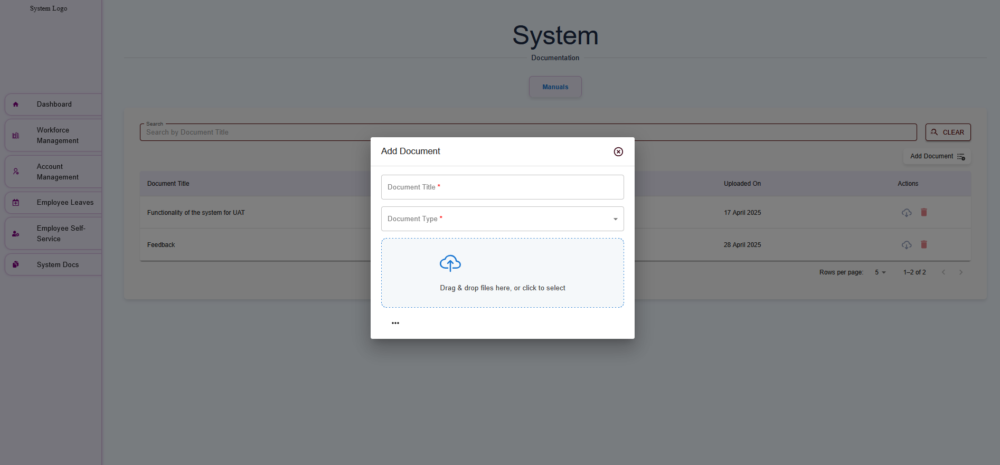 System Logo
System
Documentation
Manuals
Dashboard
Workforce
Management
Account
Management
Employee Leaves
Employee Self-
Service
System Docs
Search
Search by Document Title
CLEAR
Add Document
Document Title
Uploaded On
Actions
Functionality of the system for UAT
17 April 2025
Feedback
28 April 2025
Rows per page:
5
1–2 of 2
Add Document
Document Title *
Document Type *
Drag & drop files here, or click to select